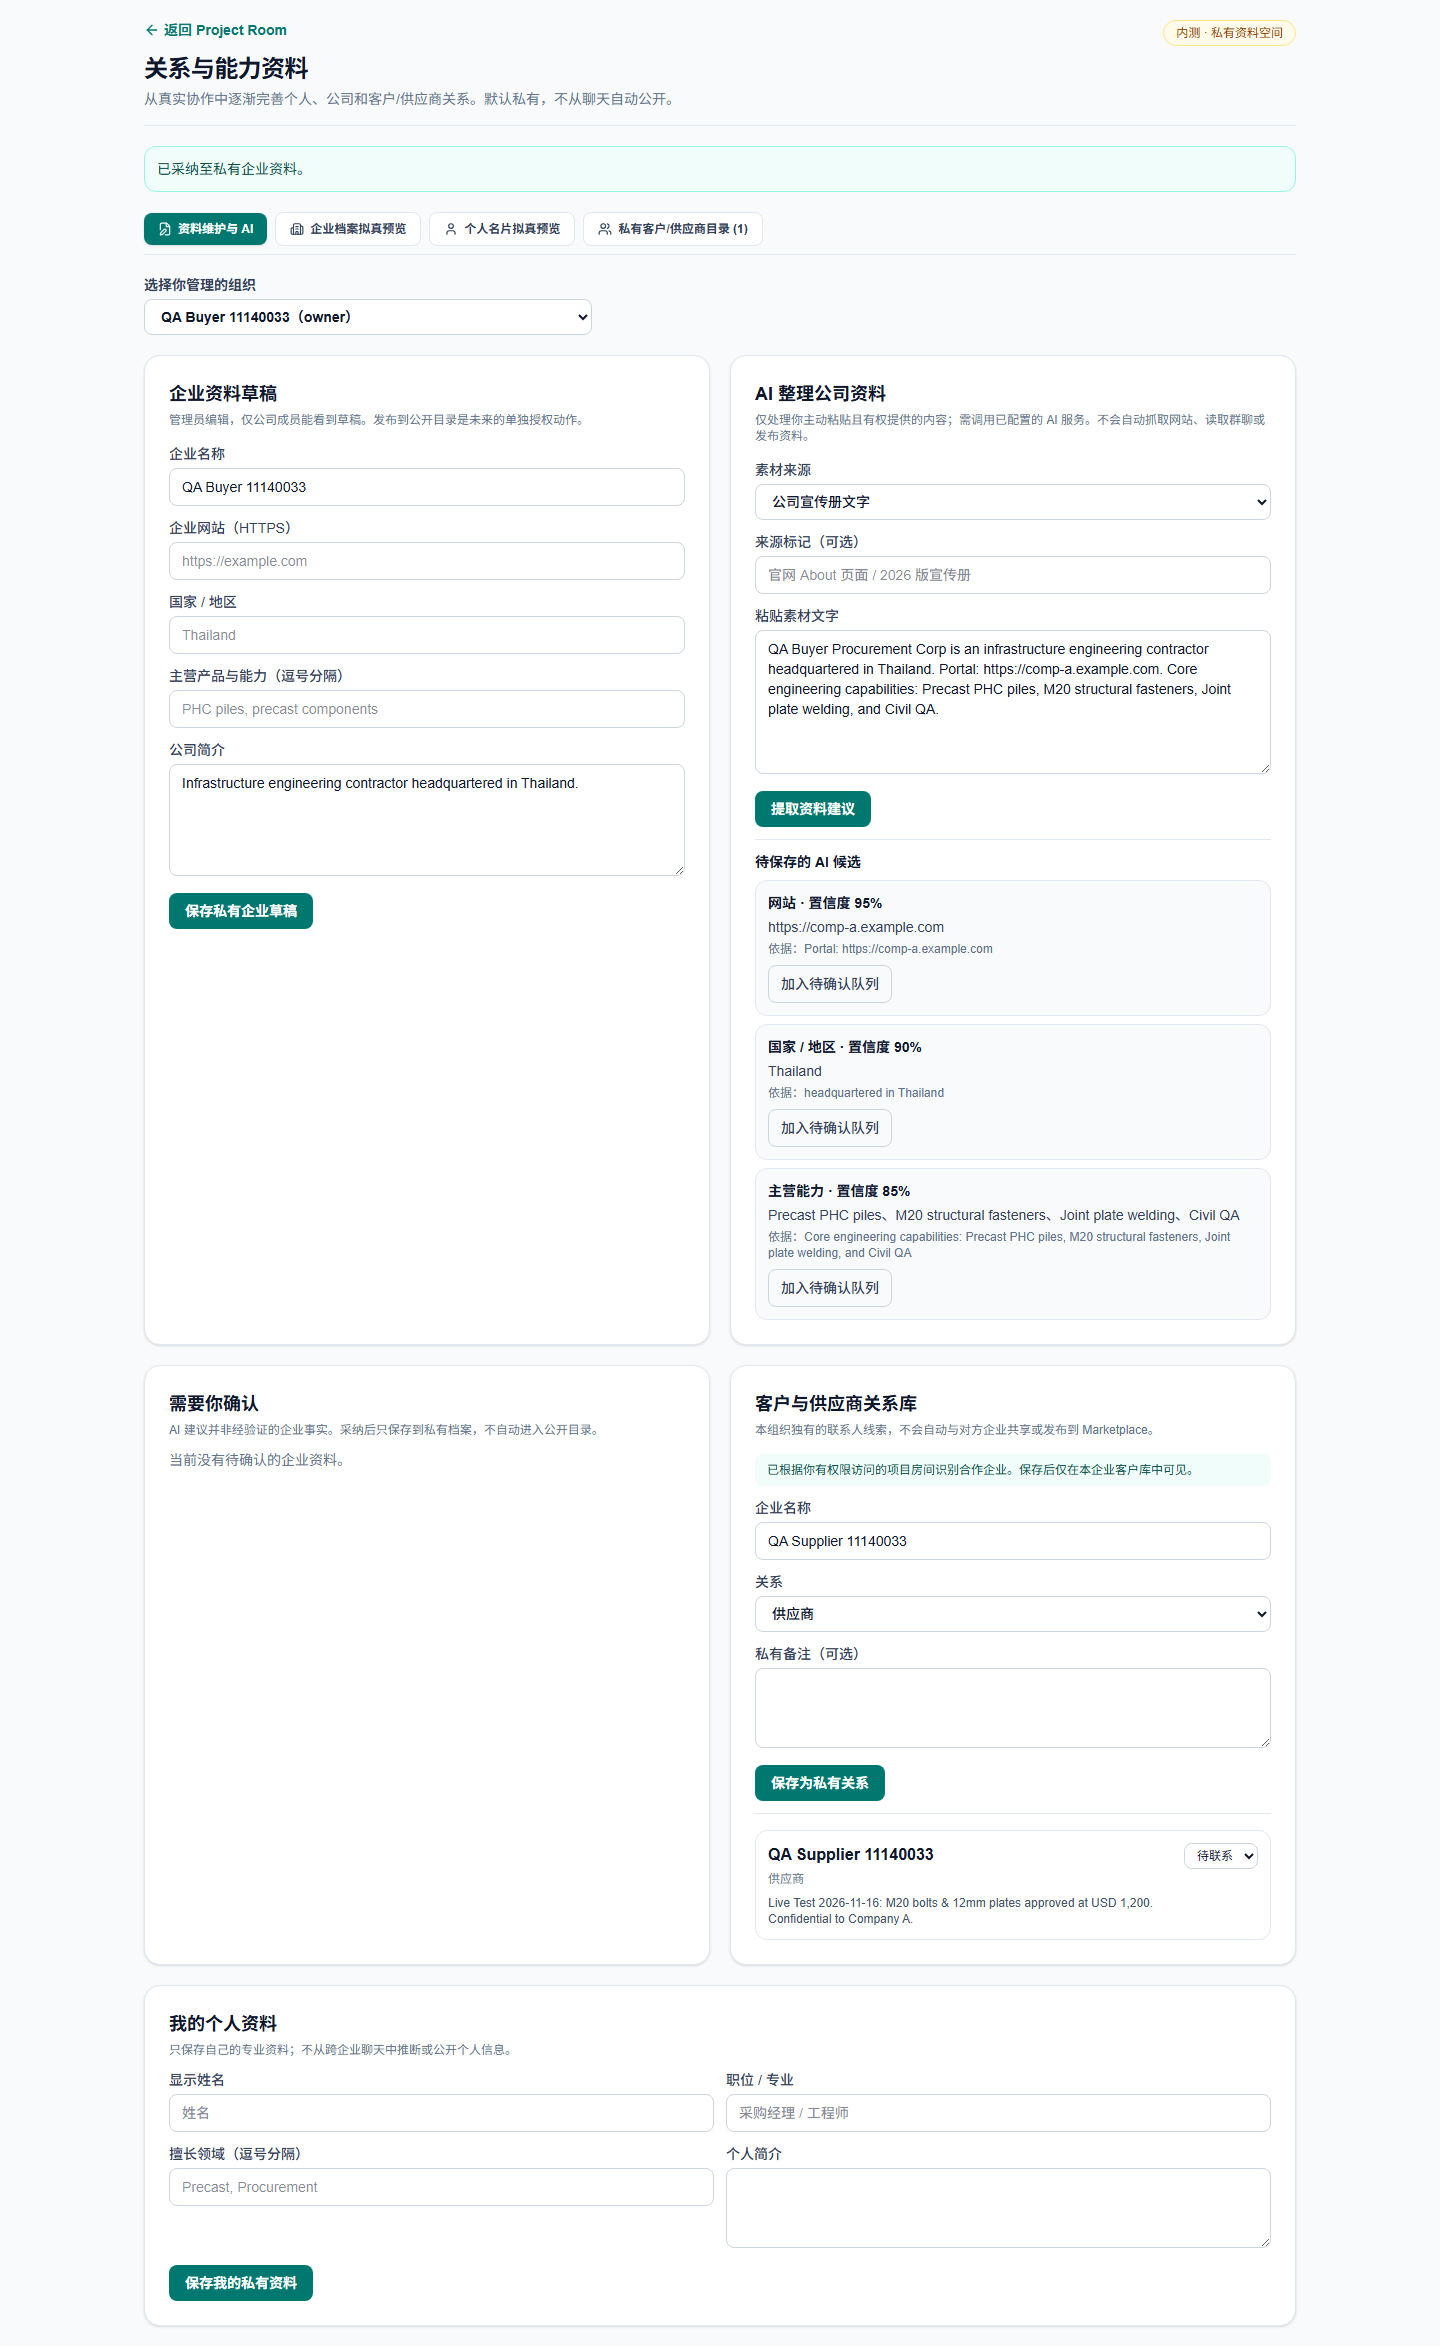 返回 Project Room
内测 · 私有资料空间
关系与能力资料
从真实协作中逐渐完善个人、公司和客户/供应商关系。默认私有，不从聊天自动公开。
已采纳至私有企业资料。
资料维护与 AI
企业档案拟真预览
个人名片拟真预览
私有客户/供应商目录 (1)
选择你管理的组织
QA Buyer 11140033（owner）
企业资料草稿
管理员编辑，仅公司成员能看到草稿。发布到公开目录是未来的单独授权动作。
企业名称
QA Buyer 11140033
企业网站（HTTPS）
https://example.com
国家 / 地区
Thailand
主营产品与能力（逗号分隔）
PHC piles, precast components
公司简介
Infrastructure engineering contractor headquartered in Thailand.
保存私有企业草稿
AI 整理公司资料
仅处理你主动粘贴且有权提供的内容；需调用已配置的 AI 服务。不会自动抓取网站、读取群聊或
发布资料。
素材来源
公司宣传册文字
来源标记（可选）
官网 About 页面 / 2026 版宣传册
粘贴素材文字
QA Buyer Procurement Corp is an infrastructure engineering contractor
headquartered in Thailand. Portal: https://comp-a.example.com. Core
engineering capabilities: Precast PHC piles, M20 structural fasteners, Joint
plate welding, and Civil QA.
提取资料建议
待保存的 AI 候选
网站 · 置信度 95%
https://comp-a.example.com
依据：Portal: https://comp-a.example.com
加入待确认队列
国家 / 地区 · 置信度 90%
Thailand
依据：headquartered in Thailand
加入待确认队列
主营能力 · 置信度 85%
Precast PHC piles、M20 structural fasteners、Joint plate welding、Civil QA
依据：Core engineering capabilities: Precast PHC piles, M20 structural fasteners, Joint
plate welding, and Civil QA
加入待确认队列
需要你确认
AI 建议并非经验证的企业事实。采纳后只保存到私有档案，不自动进入公开目录。
当前没有待确认的企业资料。
客户与供应商关系库
本组织独有的联系人线索，不会自动与对方企业共享或发布到 Marketplace。
已根据你有权限访问的项目房间识别合作企业。保存后仅在本企业客户库中可见。
企业名称
QA Supplier 11140033
关系
供应商
私有备注（可选）
保存为私有关系
QA Supplier 11140033
待联系
供应商
Live Test 2026-11-16: M20 bolts & 12mm plates approved at USD 1,200.
Confidential to Company A.
我的个人资料
只保存自己的专业资料；不从跨企业聊天中推断或公开个人信息。
显示姓名
姓名
职位 / 专业
采购经理 / 工程师
擅长领域（逗号分隔）
Precast, Procurement
个人简介
保存我的私有资料